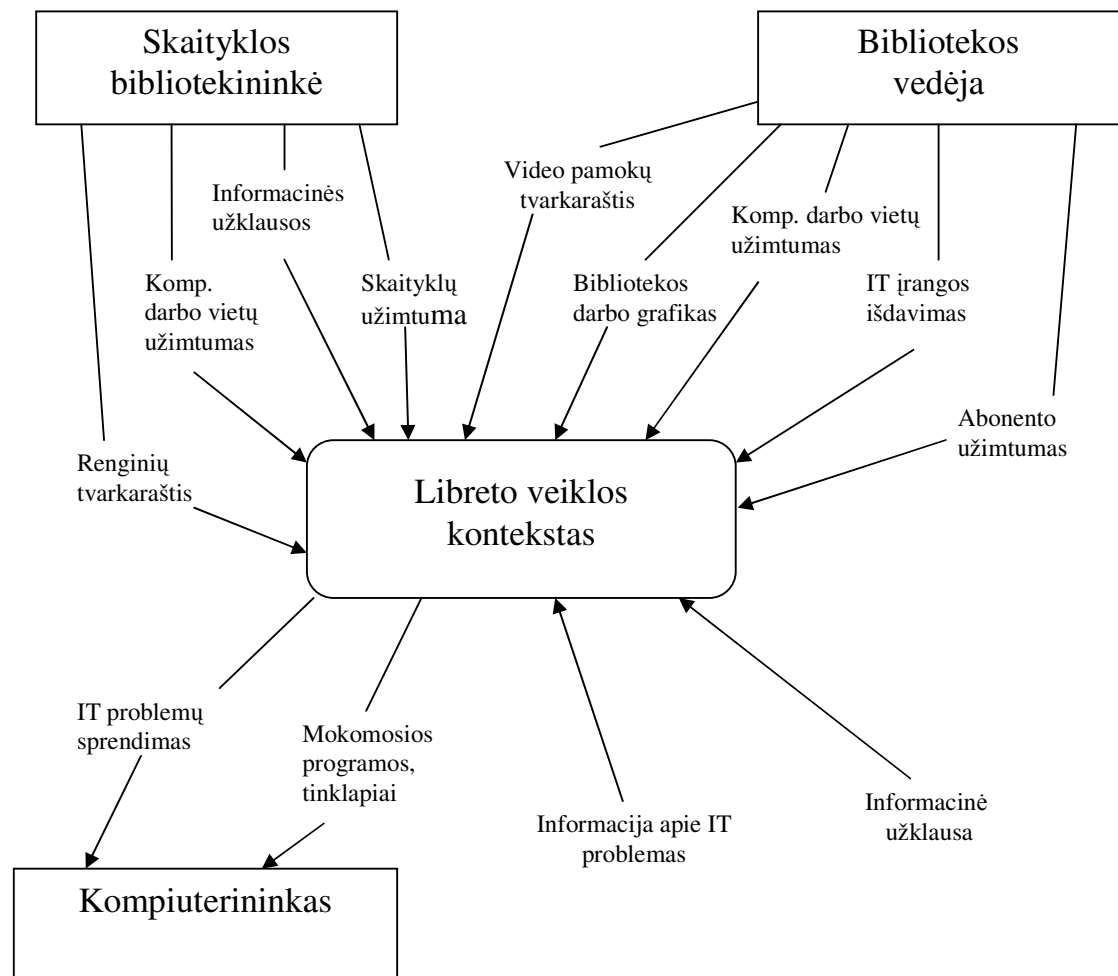 Skaityklos
bibliotekininkė
Bibliotekos
vedėja
Informacinės
užklausos
Video pamokų
tvarkaraštis
Komp. darbo vietų
užimtumas
Komp.
darbo vietų
užimtumas
Skaityklų
užimtuma
Bibliotekos
darbo grafikas
IT įrangos
išdavimas
Abonento
užimtumas
Renginių
tvarkaraštis
Libreto veiklos
kontekstas
IT problemų
sprendimas
Mokomosios
programos,
tinklapiai
Informacija apie IT
problemas
Informacinė
užklausa
Kompiuterininkas